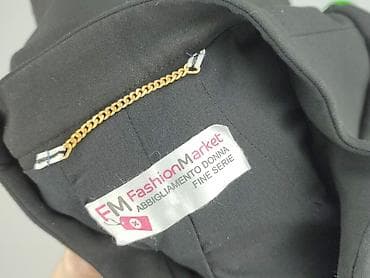 FM FashionMarket
ABBIGLIAMENTO DONNA
FINE SERIE
%